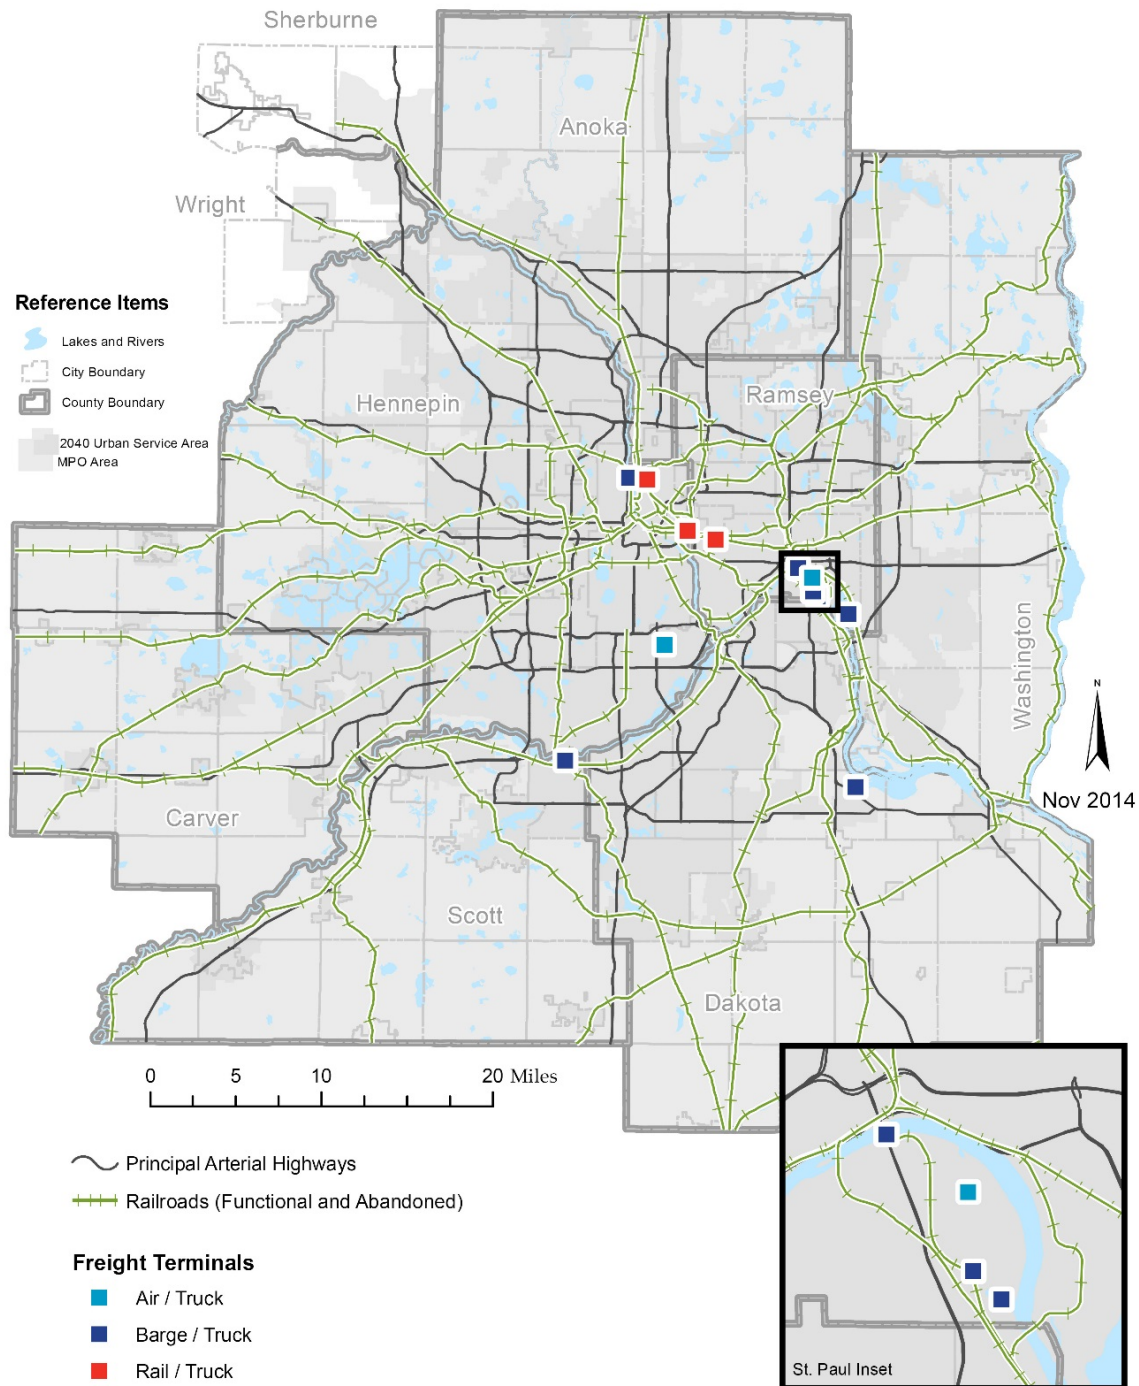 Sherburne
Anoka
Wright
Reference Items
Lakes and Rivers
City Boundary
County Boundary
2040 Urban Service Area
MPO Area
Hennepin
Ramsey
Washington
N
Nov 2014
Carver
Scott
Dakota
0 5 10 20 Miles
Principal Arterial Highways
Railroads (Functional and Abandoned)
Freight Terminals
Air / Truck
Barge / Truck
Rail / Truck
St. Paul Inset